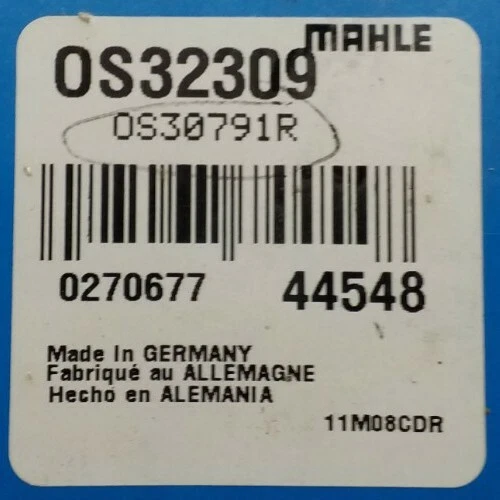 MAHLE
OS32309
OS30791R
0270677 44548
Made In GERMANY
Fabriqué au ALLEMAGNE
Hecho en ALEMANIA
11M08CDR